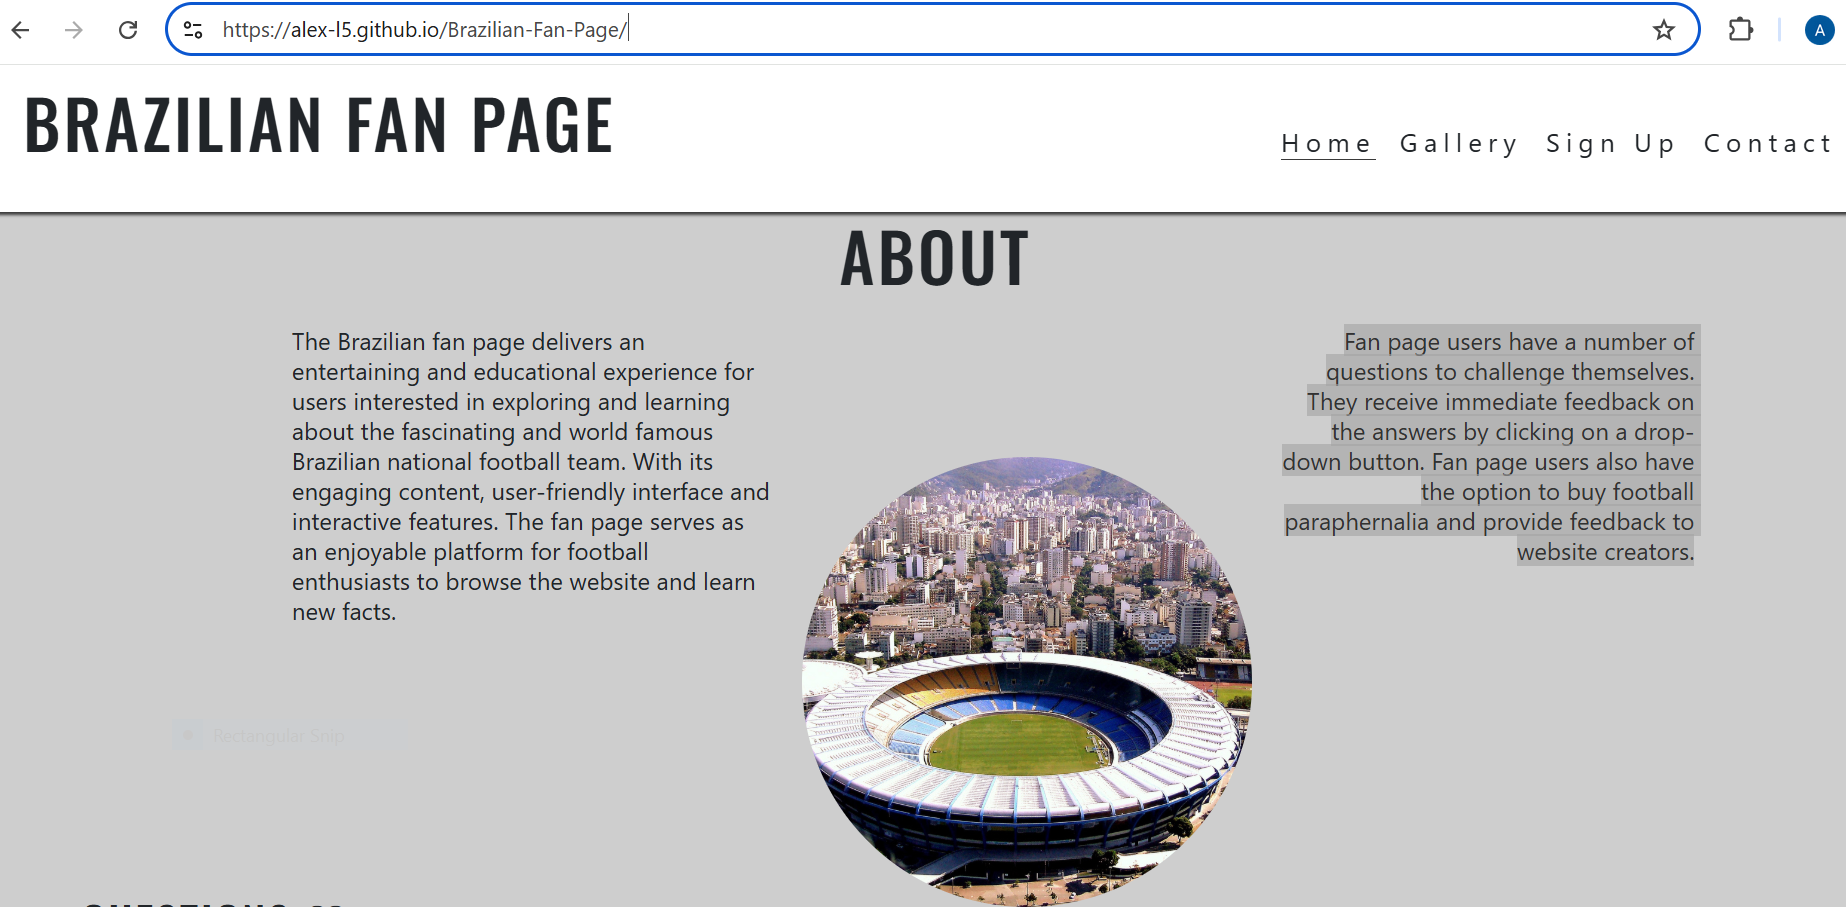 https://alex-l5.github.io/Brazilian-Fan-Page/
A
BRAZILIAN FAN PAGE
Home Gallery Sign Up Contact
ABOUT
The Brazilian fan page delivers an
entertaining and educational experience for
users interested in exploring and learning
about the fascinating and world famous
Brazilian national football team. With its
engaging content, user-friendly interface and
interactive features. The fan page serves as
an enjoyable platform for football
enthusiasts to browse the website and learn
new facts.
Fan page users have a number of
questions to challenge themselves.
They receive immediate feedback on
the answers by clicking on a drop-
down button. Fan page users also have
the option to buy football
paraphernalia and provide feedback to
website creators.
Rectangular Snip